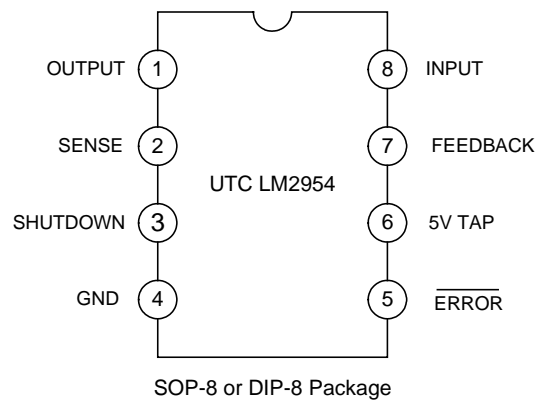 OUTPUT 1 8 INPUT
SENSE 2 7 FEEDBACK
UTC LM2954
SHUTDOWN 3 6 5V TAP
GND 4 5 ERROR
SOP-8 or DIP-8 Package